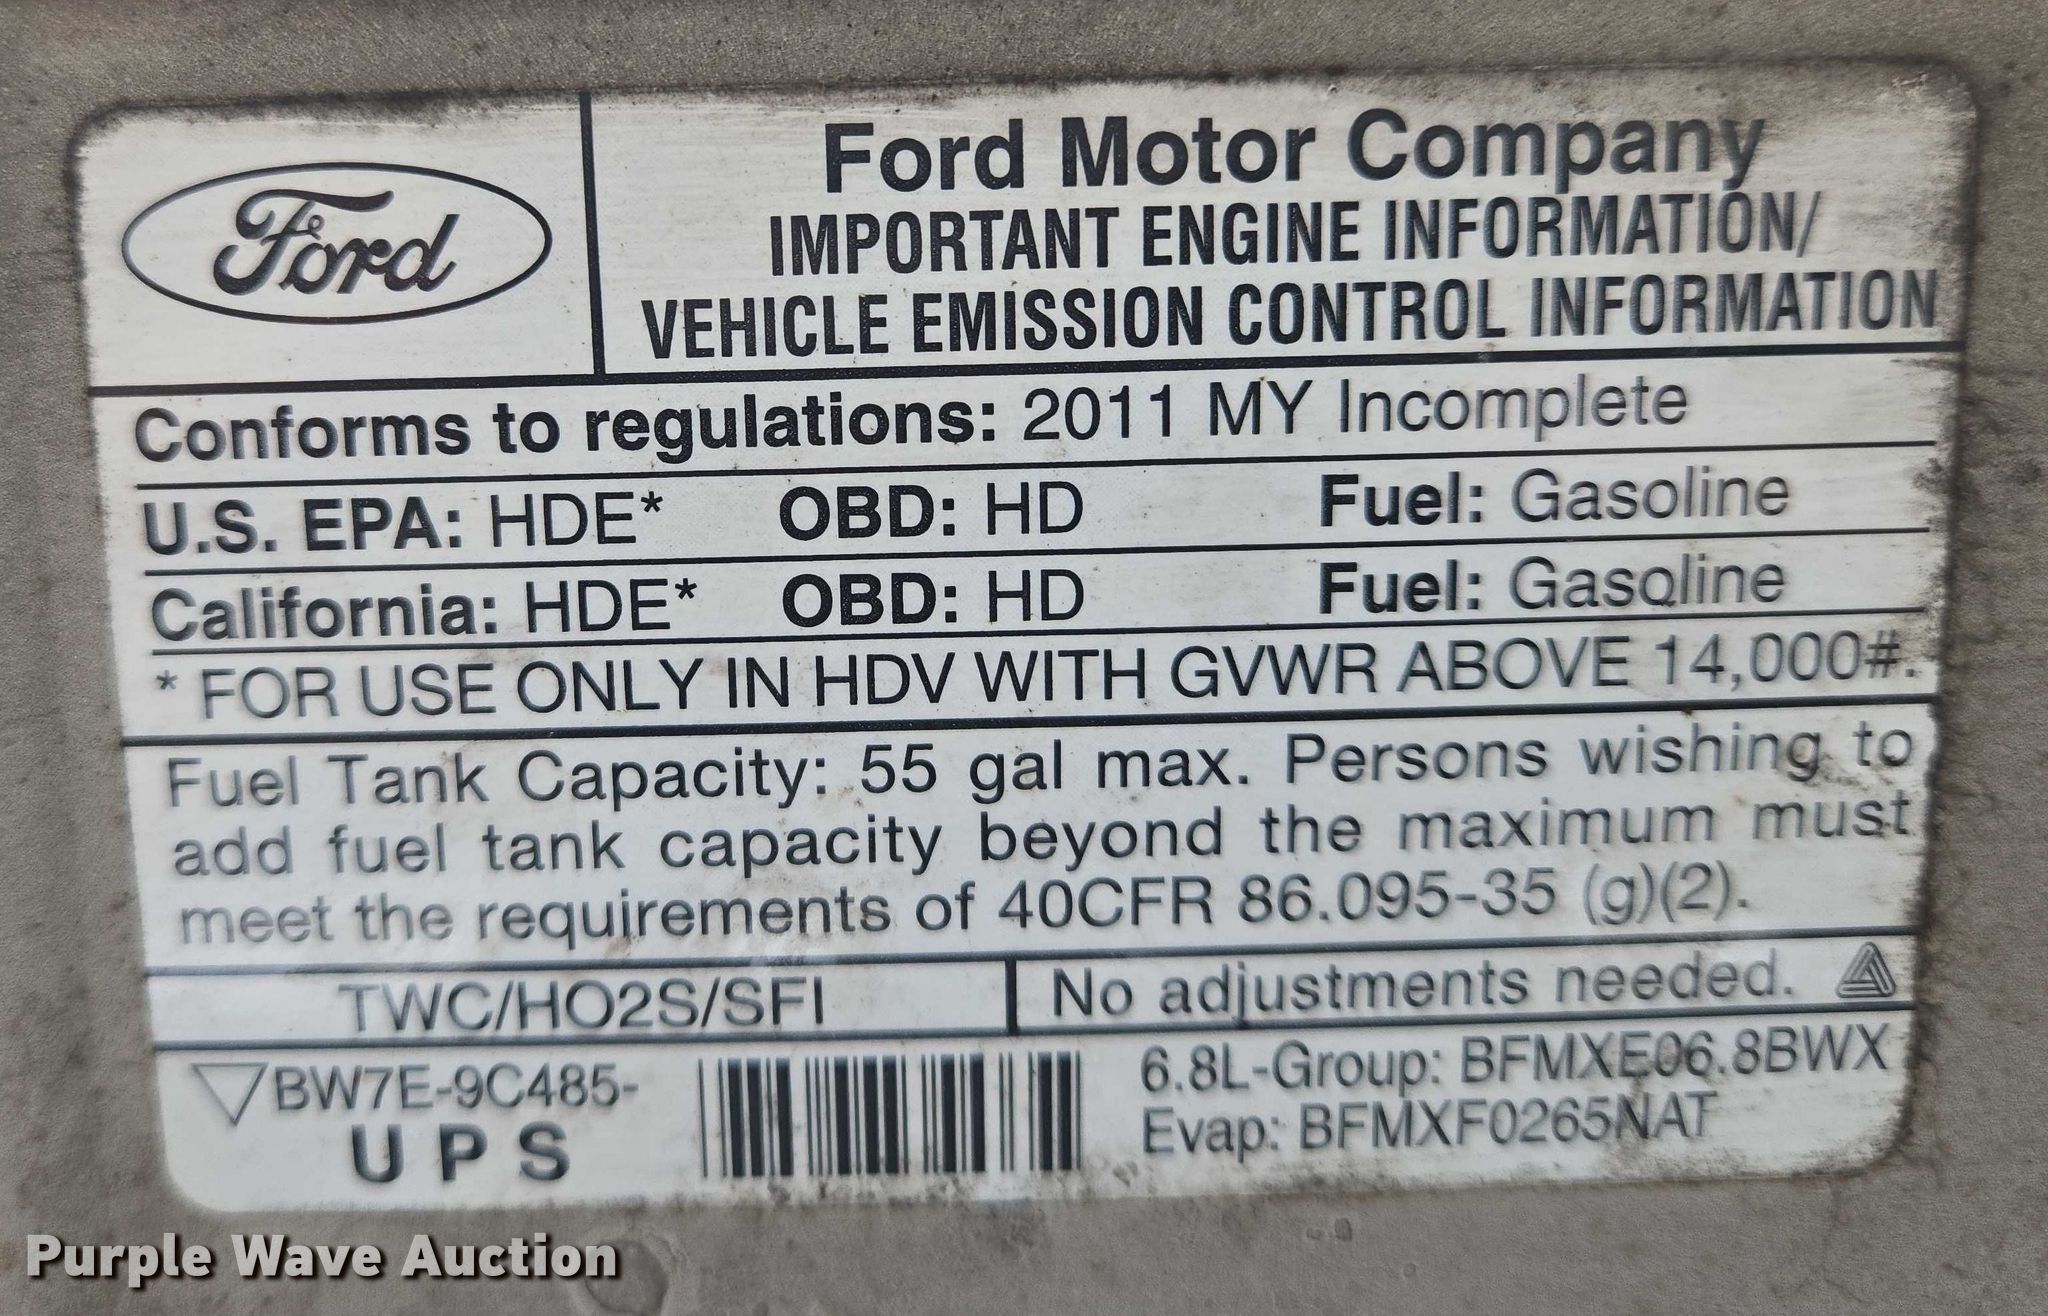 Ford
Ford Motor Company
IMPORTANT ENGINE INFORMATION/
VEHICLE EMISSION CONTROL INFORMATION
Conforms to regulations: 2011 MY Incomplete
U.S. EPA: HDE* OBD: HD Fuel: Gasoline
California: HDE* OBD: HD Fuel: Gasoline
* FOR USE ONLY IN HDV WITH GVWR ABOVE 14,000#.
Fuel Tank Capacity: 55 gal max. Persons wishing to
add fuel tank capacity beyond the maximum must
meet the requirements of 40CFR 86.095-35 (g)(2).
TWC/HO2S/SFI No adjustments needed.
BW7E-9C485-
UPS
6.8L-Group: BFMXE06.8BWX
Evap: BFMXF0265NAT
Purple Wave Auction